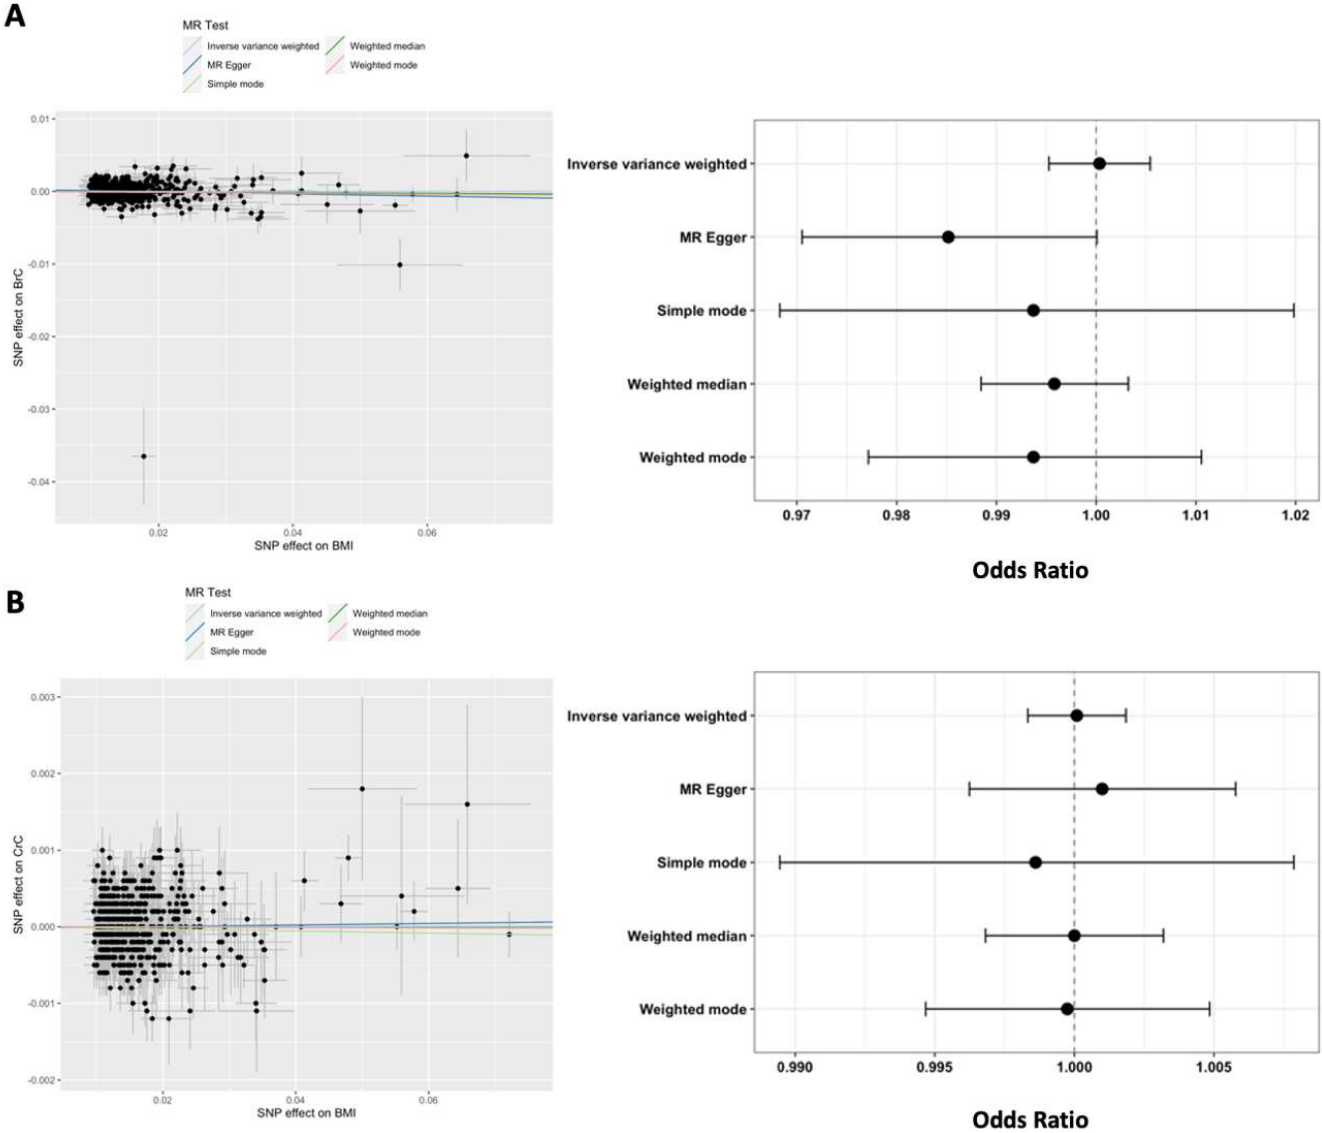 A
MR Test
Inverse variance weighted
Weighted median
MR Egger
Weighted mode
Simple mode
0.01
0.00
-0.01
-0.02
-0.03
-0.04
SNP effect on BrC
0.02
0.04
0.06
SNP effect on BMI
Inverse variance weighted
MR Egger
Simple mode
Weighted median
Weighted mode
0.97
0.98
0.99
1.00
1.01
1.02
Odds Ratio
B
MR Test
Inverse variance weighted
Weighted median
MR Egger
Weighted mode
Simple mode
0.003
0.002
0.001
0.000
-0.001
-0.002
SNP effect on CrC
0.02
0.04
0.06
SNP effect on BMI
Inverse variance weighted
MR Egger
Simple mode
Weighted median
Weighted mode
0.990
0.995
1.000
1.005
Odds Ratio